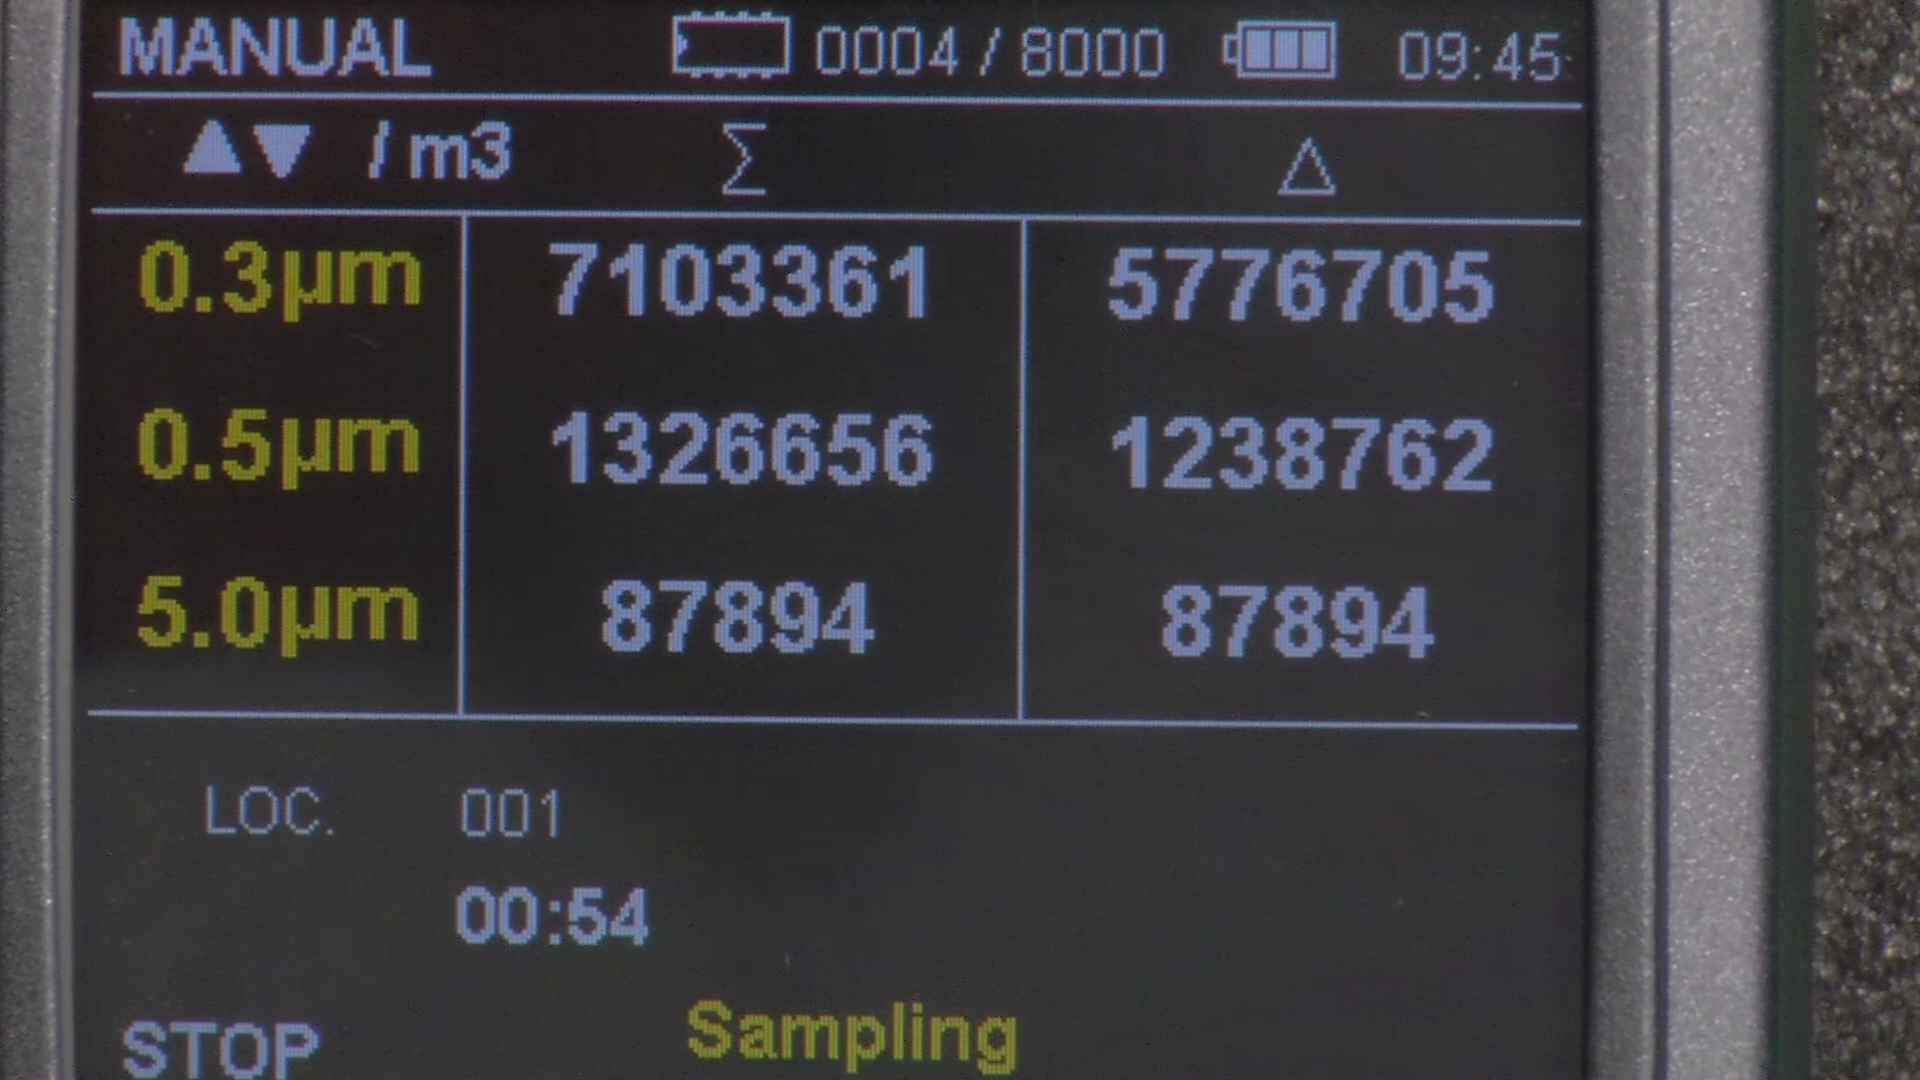 MANUAL 0004 / 8000 09:45
▲▼ / m3 Σ Δ
0.3µm 7103361 5776705
0.5µm 1326656 1238762
5.0µm 87894 87894
LOC. 001
00:54
STOP Sampling